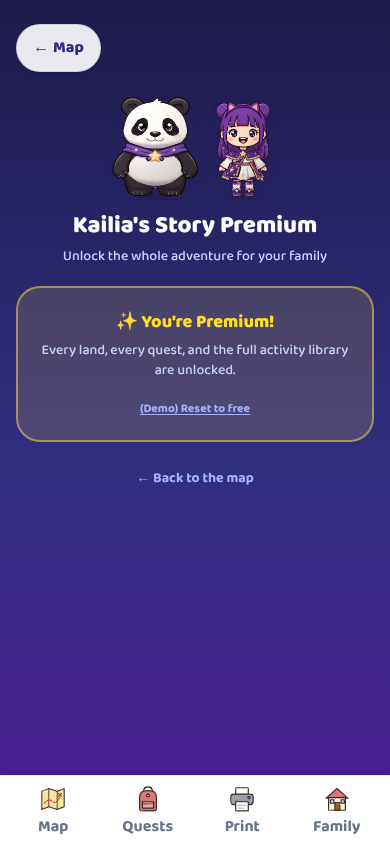 ← Map
Kailia's Story Premium
Unlock the whole adventure for your family
✨ You're Premium!
Every land, every quest, and the full activity library
are unlocked.
(Demo) Reset to free
← Back to the map
Map
Quests
Print
Family